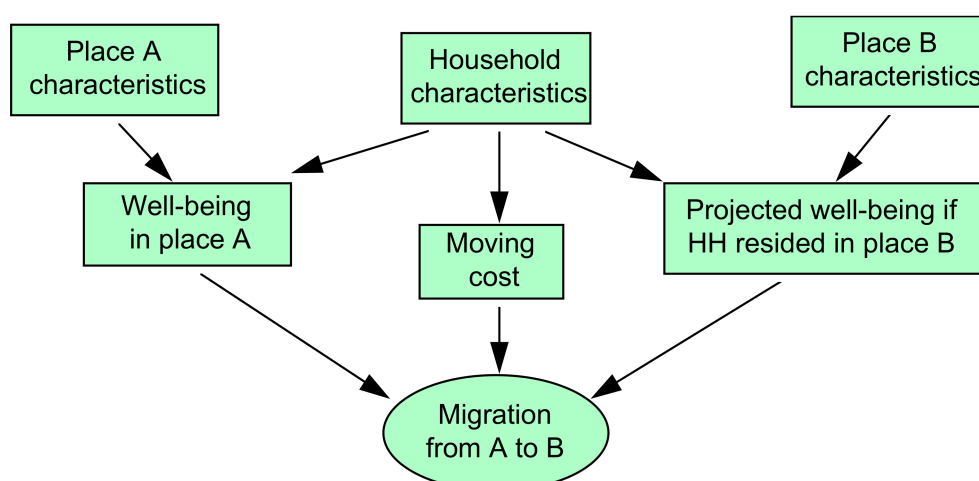 Place A
characteristics
Household
characteristics
Place B
characteristics
Well-being
in place A
Moving
cost
Projected well-being if
HH resided in place B
Migration
from A to B